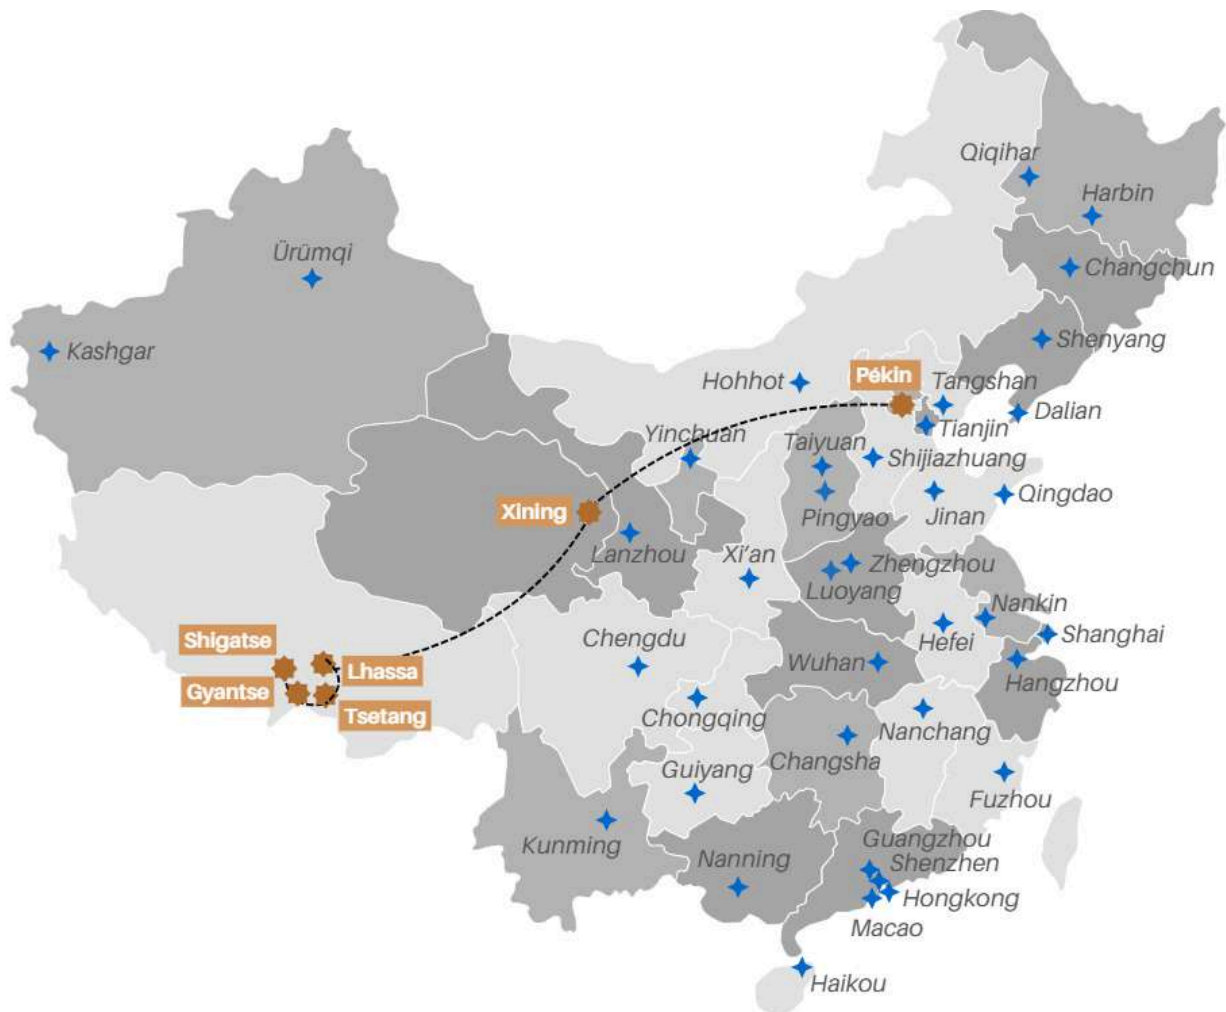 Qiqihar
Harbin
Ürümqi
Changchun
Kashgar
Shenyang
Pékin
Hohhot
Tangshan
Dalian
Tianjin
Yinchuan
Taiyuan
Shijiazhuang
Xining
Pingyao
Jinan
Qingdao
Lanzhou
Xi'an
Zhengzhou
Luoyang
Nankin
Shigatse
Chengdu
Hefei
Shanghai
Wuhan
Lhassa
Hangzhou
Gyantse
Tsetang
Chongqing
Nanchang
Guiyang
Changsha
Fuzhou
Kunming
Guangzhou
Nanning
Shenzhen
Hongkong
Macao
Haikou